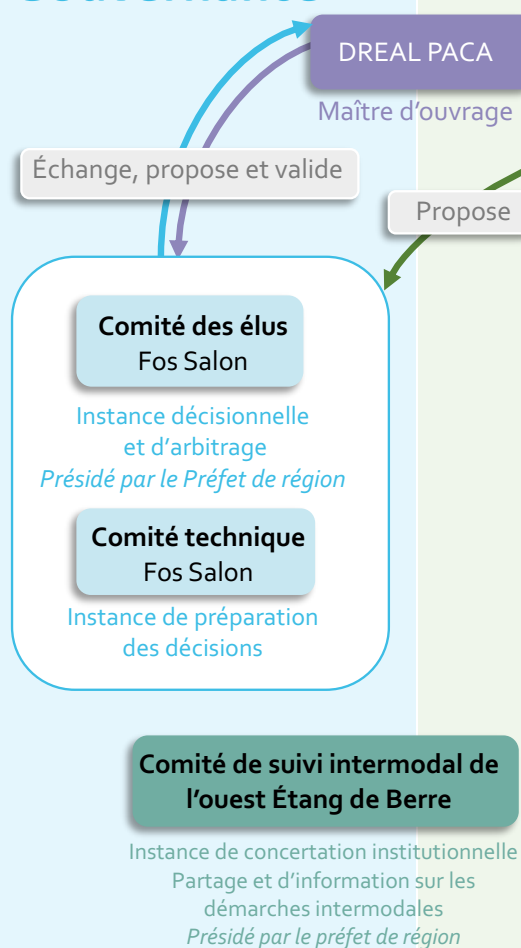 DREAL PACA
Maître d'ouvrage
Échange, propose et valide
Propose
Comité des élus
Fos Salon
Instance décisionnelle
et d'arbitrage
Présidé par le Préfet de région
Comité technique
Fos Salon
Instance de préparation
des décisions
Comité de suivi intermodal de
l'ouest Étang de Berre
Instance de concertation institutionnelle
Partage et d'information sur les
démarches intermodales
Présidé par le préfet de région